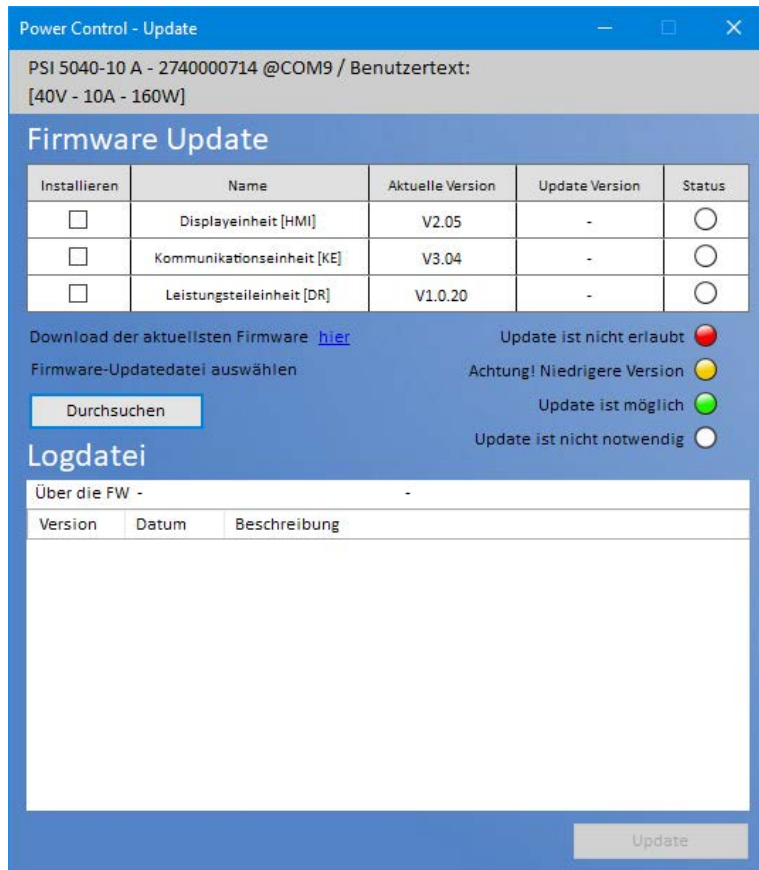 Power Control - Update
PSI 5040-10 A - 2740000714 @COM9 / Benutzertext:
[40V - 10A - 160W]
Firmware Update
Installieren Name Aktuelle Version Update Version Status
Displayeinheit [HMI] V2.05 -
Kommunikationseinheit [KE] V3.04 -
Leistungsteileinheit [DR] V1.0.20 -
Download der aktuellsten Firmware hier
Update ist nicht erlaubt
Firmware-Updatedatei auswählen
Achtung! Niedrigere Version
Durchsuchen
Update ist möglich
Update ist nicht notwendig
Logdatei
Über die FW - -
Version Datum Beschreibung
Update